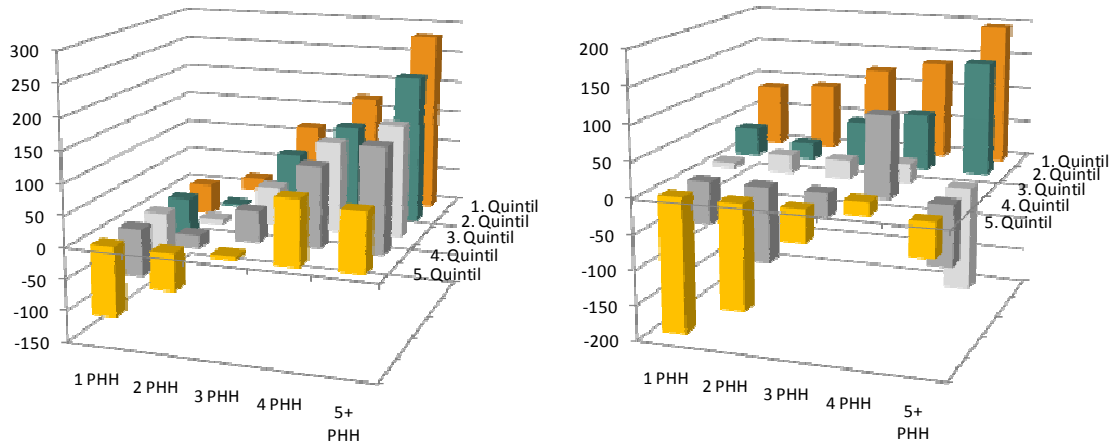 300
250
200
150
100
50
0
-50
-100
-150
1 PHH
2 PHH
3 PHH
4 PHH
5+
PHH
1. Quintil
2. Quintil
3. Quintil
4. Quintil
5. Quintil
200
150
100
50
0
-50
-100
-150
-200
1 PHH
2 PHH
3 PHH
4 PHH
5+
PHH
1. Quintil
2. Quintil
3. Quintil
4. Quintil
5. Quintil